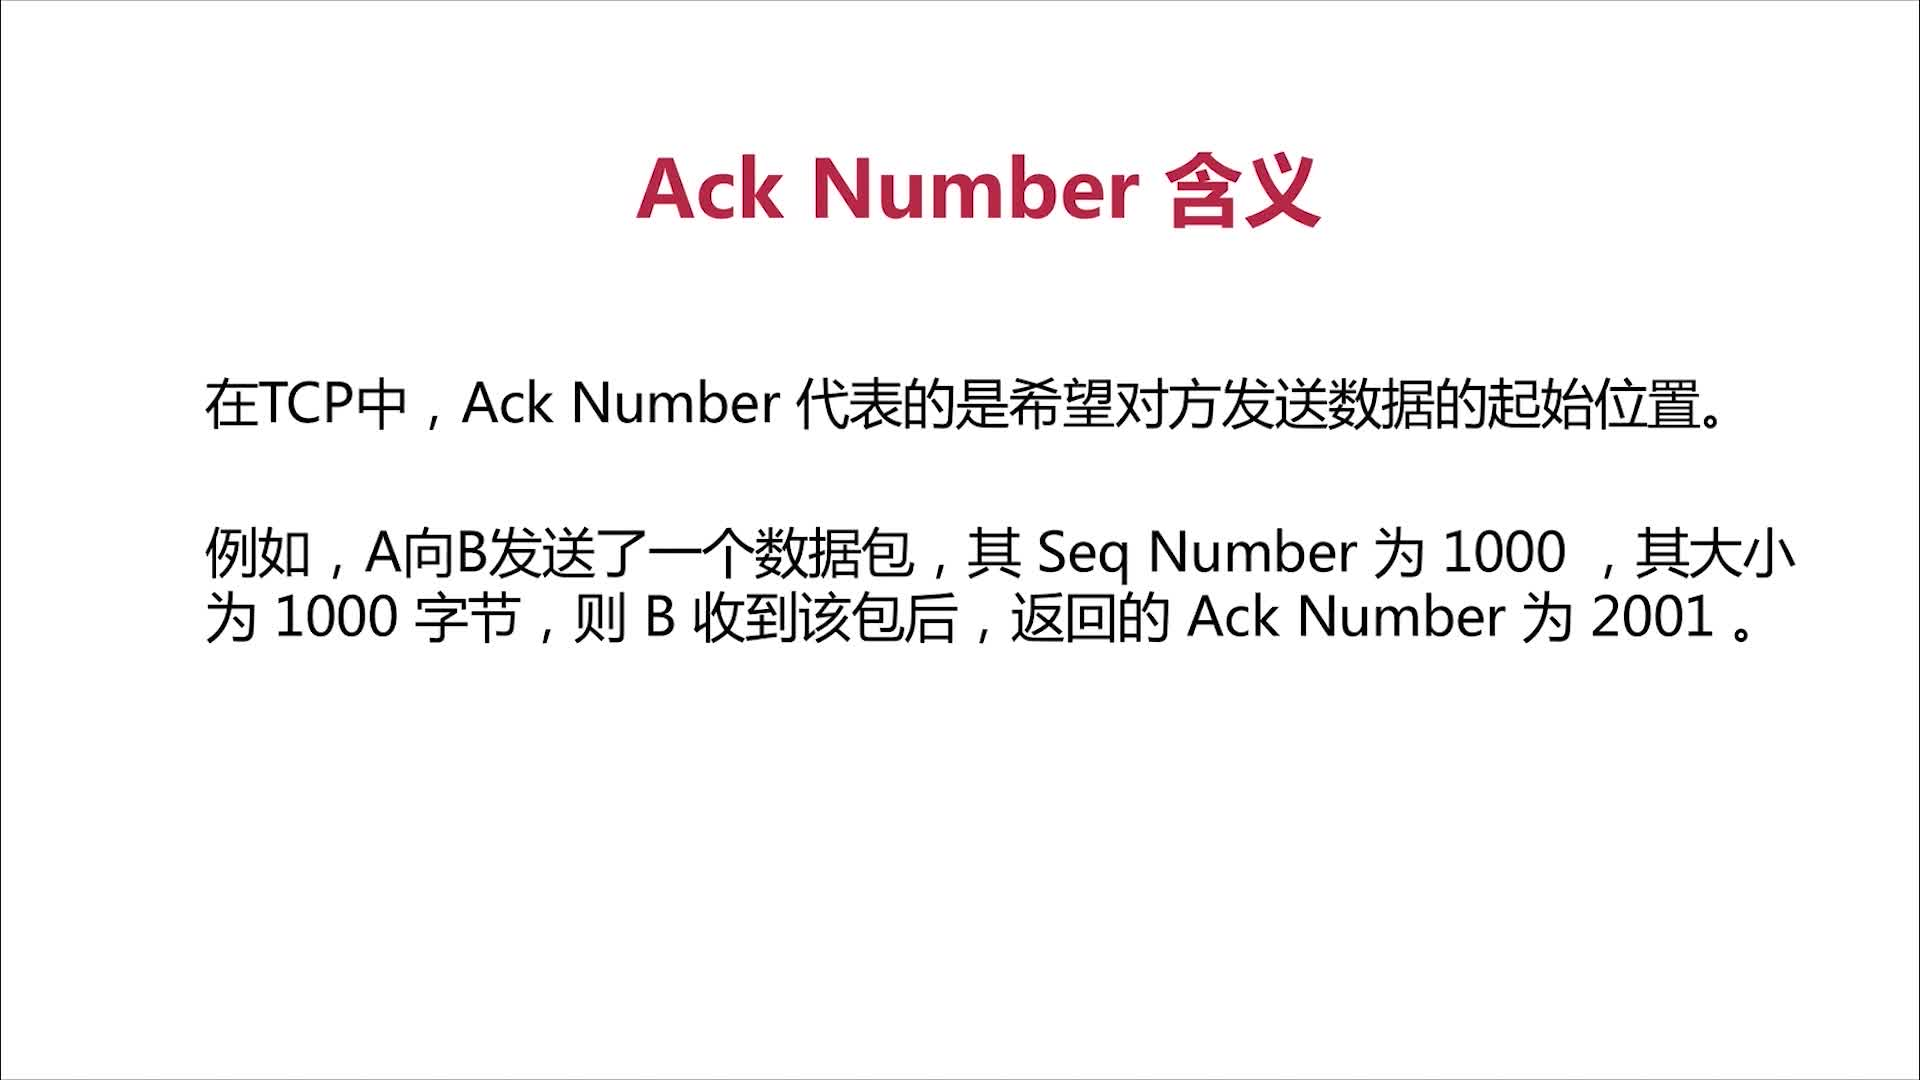 Ack Number 含义
在TCP中，Ack Number 代表的是希望对方发送数据的起始位置。
例如，A向B发送了一个数据包，其 Seq Number 为 1000 ，其大小
为 1000 字节，则 B 收到该包后，返回的 Ack Number 为 2001 。